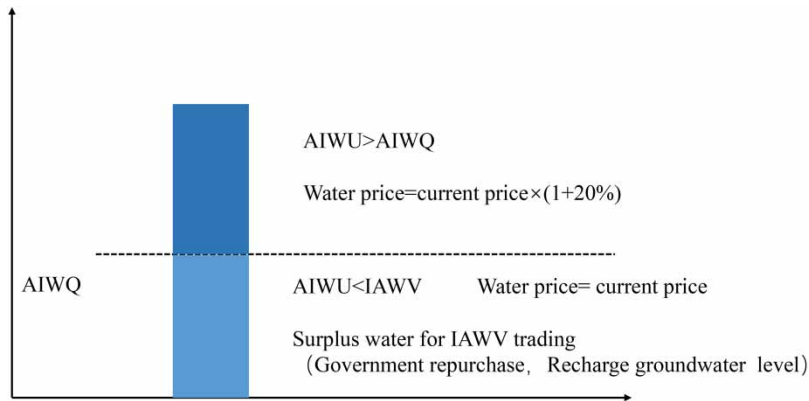 AIWU>AIWQ
Water price=current price×(1+20%)
AIWQ
AIWU<IAWV
Water price= current price
Surplus water for IAWV trading
（Government repurchase，Recharge groundwater level）